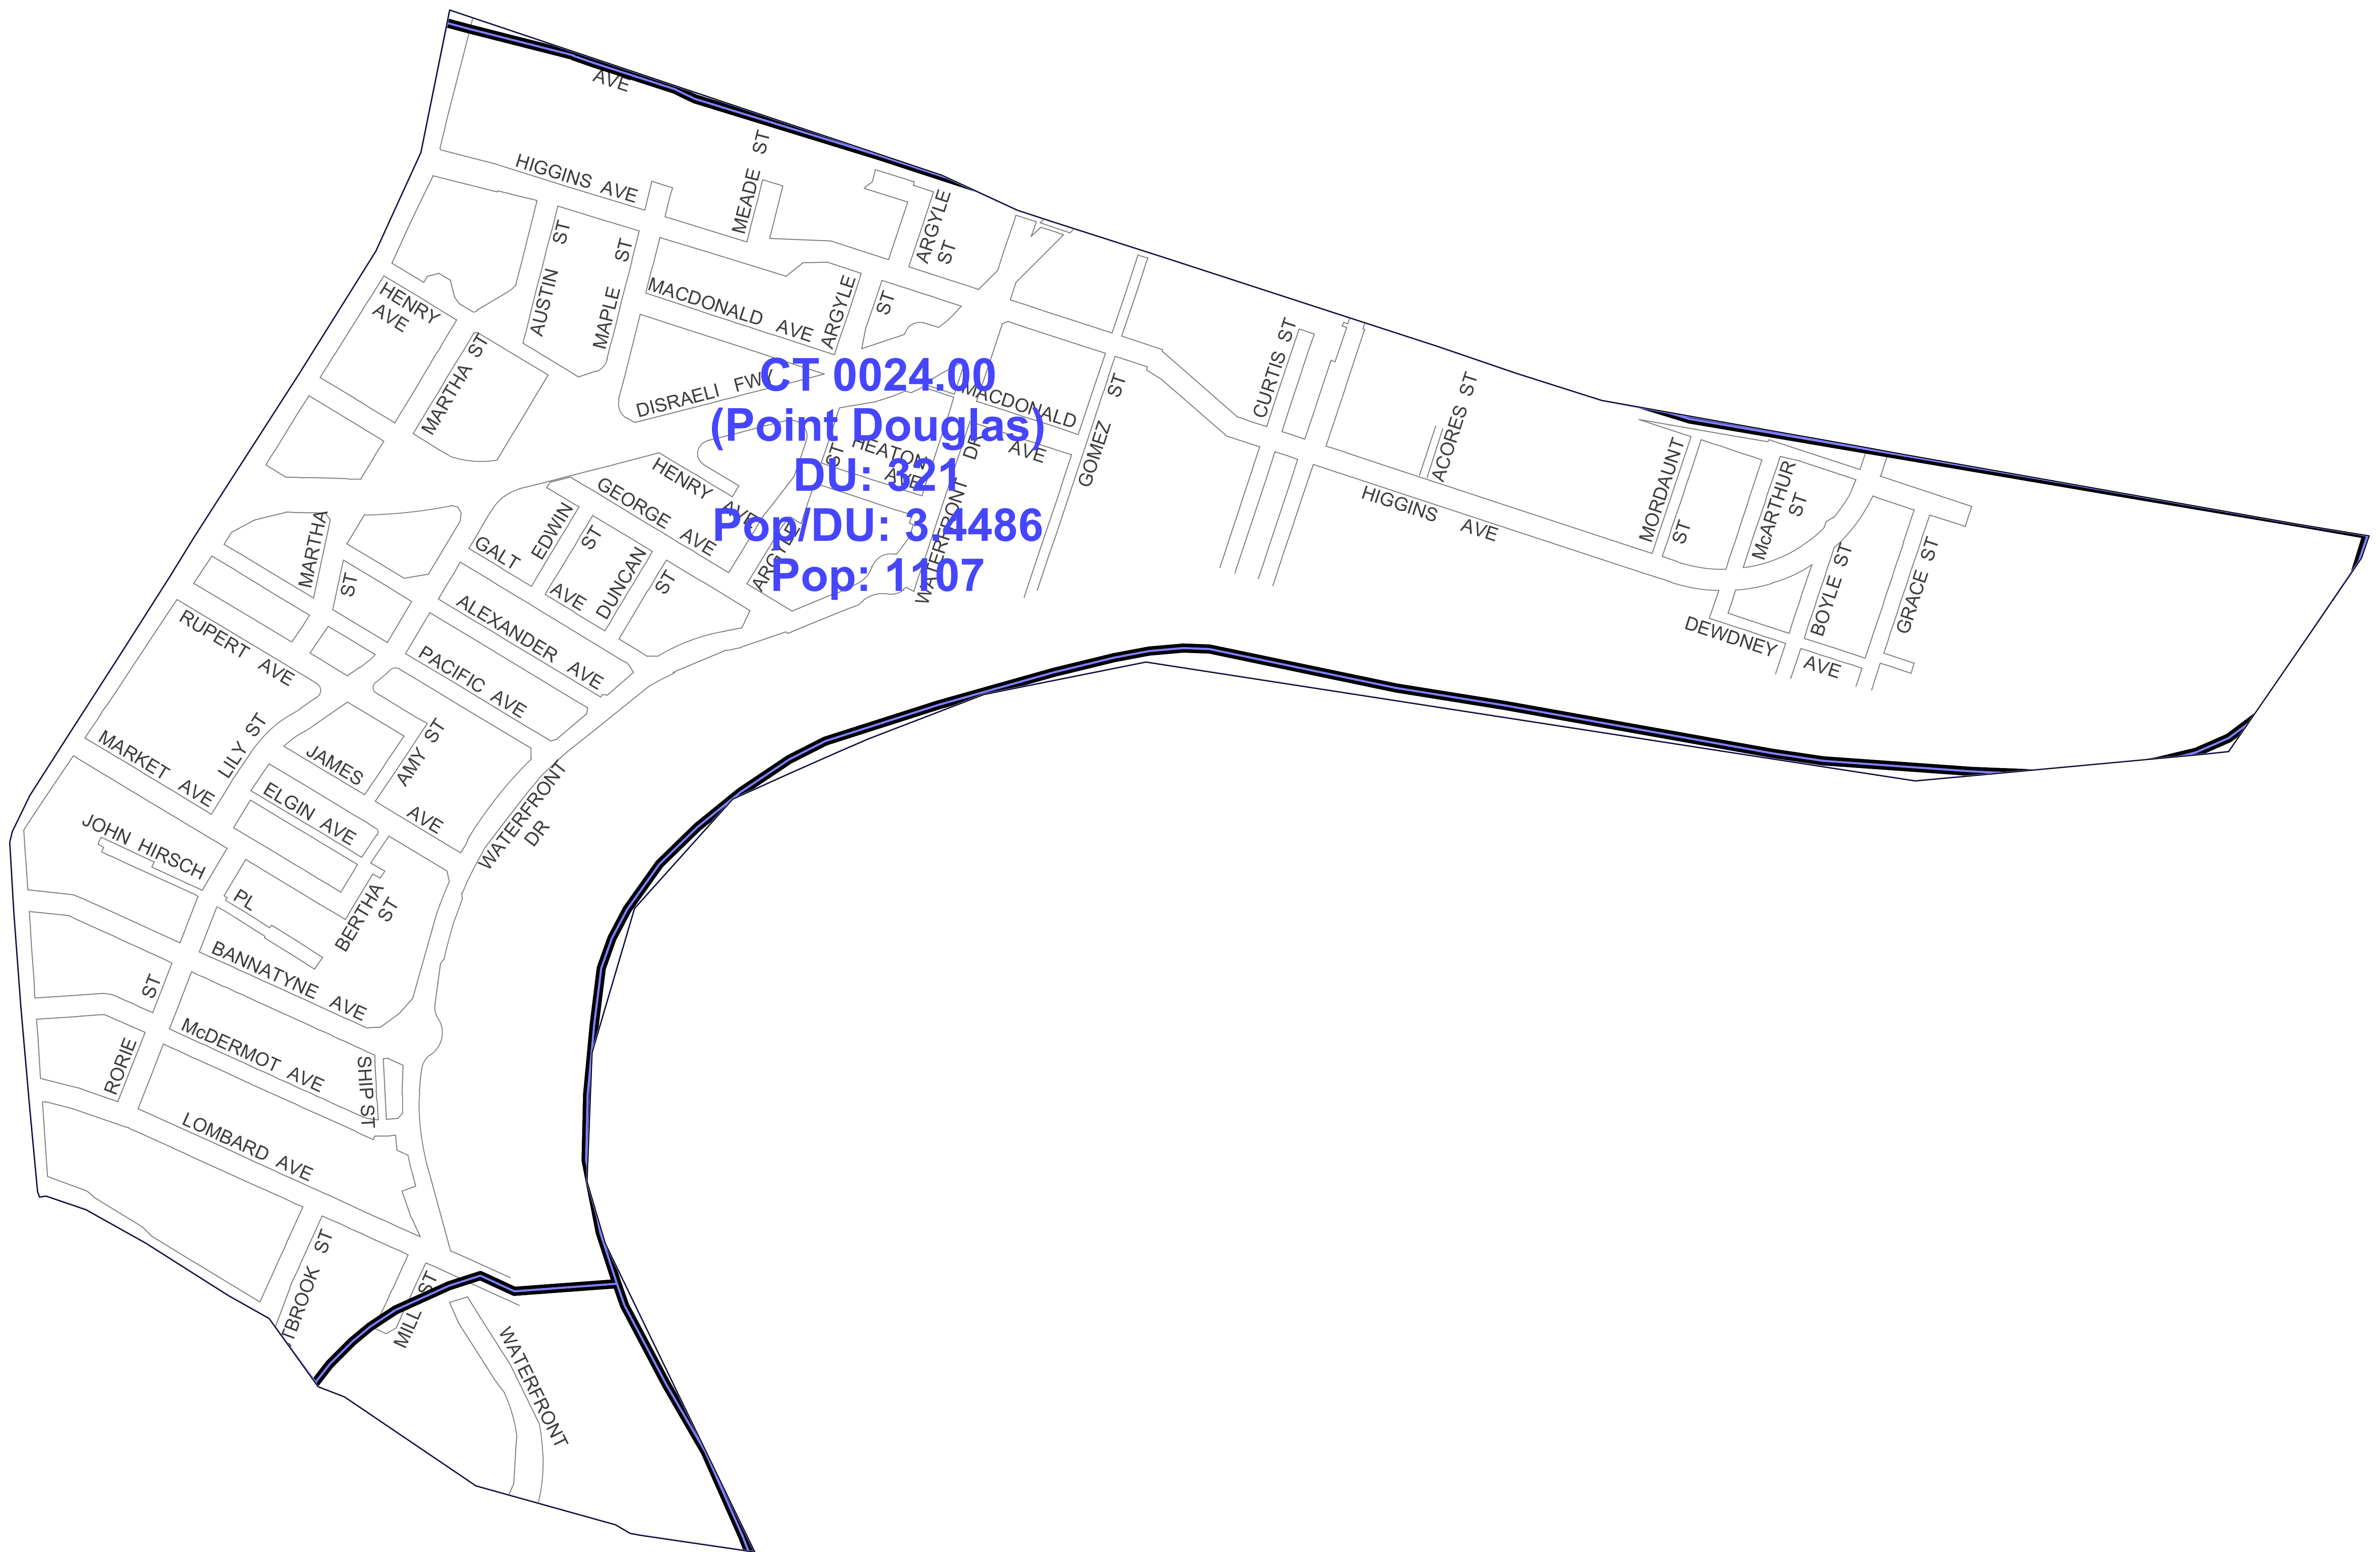 AVE
HIGGINS AVE
MEADE ST
ARGYLE
ST
AUSTIN ST
MAPLE ST
HENRY
AVE
MACDONALD AVE
ARGYLE
ST
MARTHA ST
DISRAELI FWY
CT 0024.00
(Point Douglas)
DU: 321
Pop/DU: 3.4486
Pop: 1107
MACDONALD
AVE
HEATON
AVE
ST
ARGYLE
WATERFRONT DR
GOMEZ ST
CURTIS ST
ACORES ST
HIGGINS AVE
MORDAUNT
ST
McARTHUR
ST
BOYLE ST
GRACE ST
DEWDNEY
AVE
HENRY AVE
GEORGE AVE
EDWIN
ST
GALT
AVE
DUNCAN
ST
MARTHA
ST
ALEXANDER AVE
PACIFIC AVE
RUPERT AVE
LILY ST
MARKET AVE
JAMES
AVE
AMY ST
ELGIN AVE
WATERFRONT
DR
JOHN HIRSCH
PL
BERTHA
ST
BANNATYNE AVE
ST
RORIE
McDERMOT AVE
SHIP ST
LOMBARD AVE
TBROOK ST
MILL ST
WATERFRONT